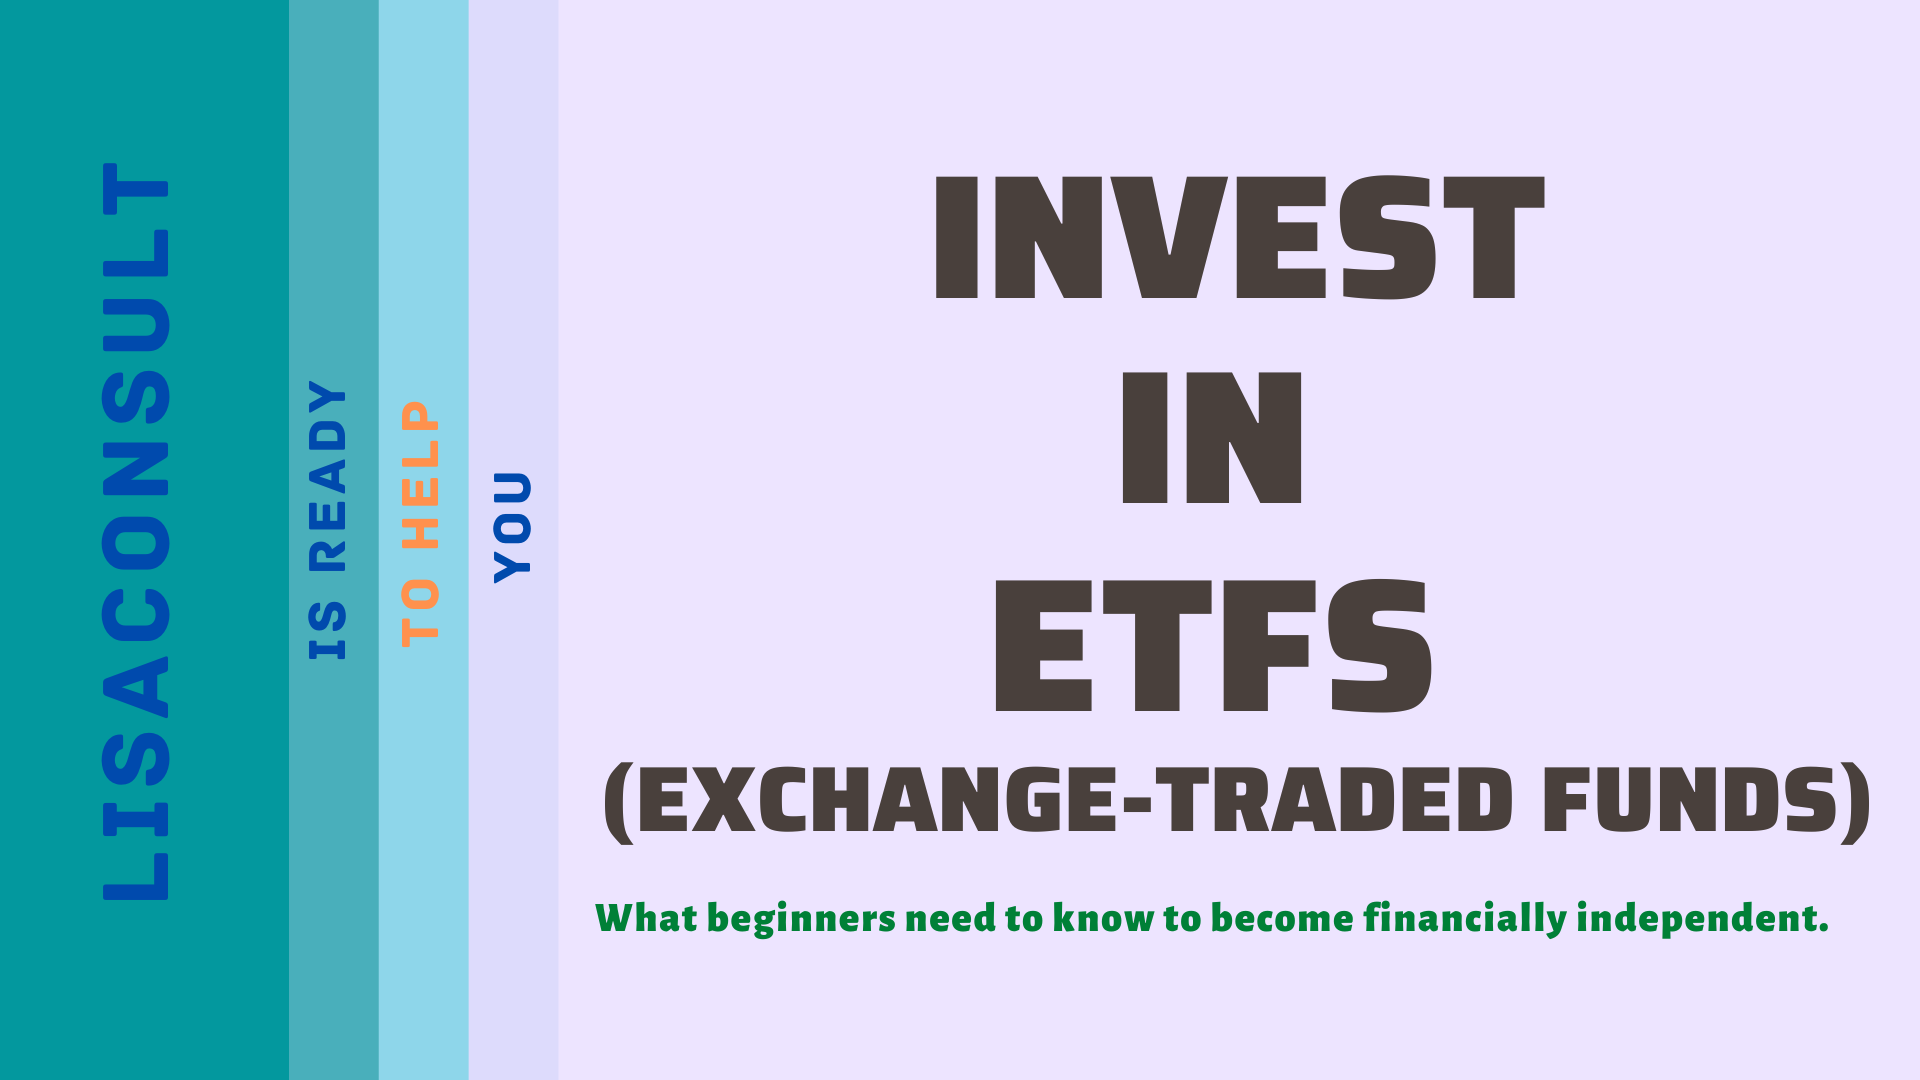 LISACONSULT
IS READY
TO HELP
YOU
INVEST
IN
ETFS
(EXCHANGE-TRADED FUNDS)
What beginners need to know to become financially independent.